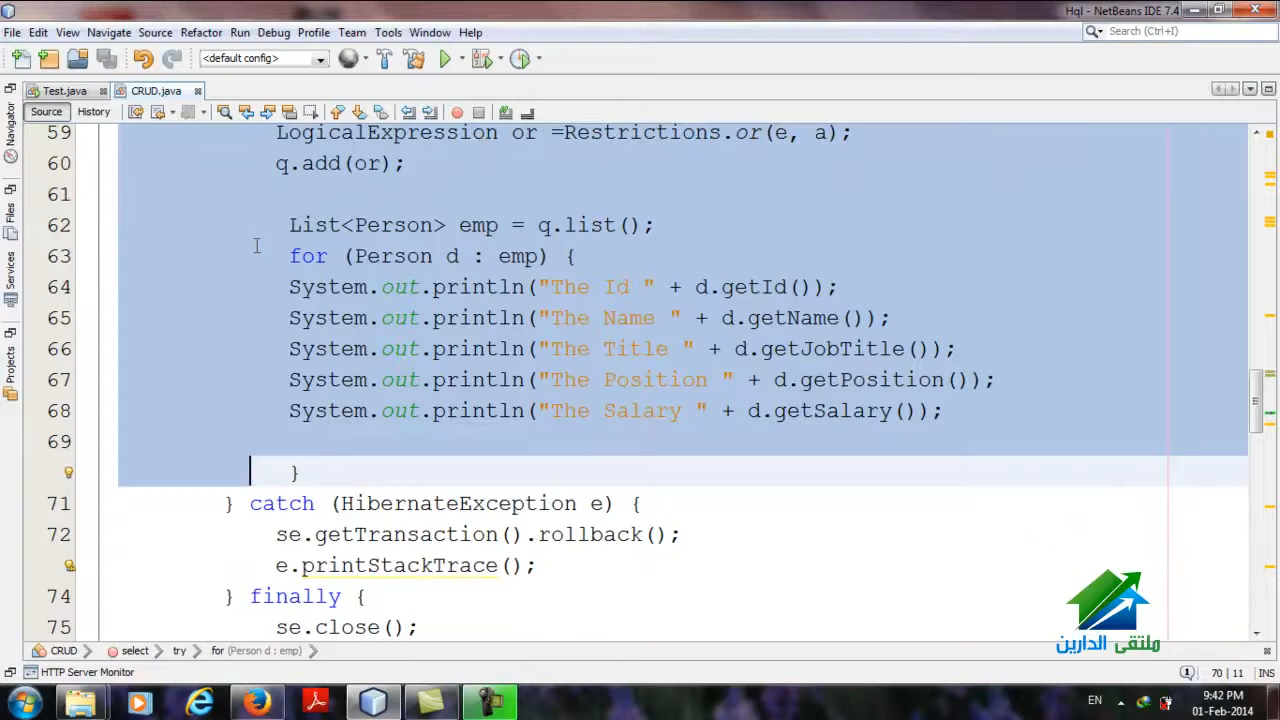 Hql - NetBeans IDE 7.4
File Edit View Navigate Source Refactor Run Debug Profile Team Tools Window Help
Search (Ctrl+I)
<default config>
Test.java CRUD.java
Source History
Navigator
Files
Services
Projects
59 LogicalExpression or =Restrictions.or(e, a);
60 q.add(or);
61
62 List<Person> emp = q.list();
63 for (Person d : emp) {
64 System.out.println("The Id " + d.getId());
65 System.out.println("The Name " + d.getName());
66 System.out.println("The Title " + d.getJobTitle());
67 System.out.println("The Position " + d.getPosition());
68 System.out.println("The Salary " + d.getSalary());
69
}
71 } catch (HibernateException e) {
72 se.getTransaction().rollback();
e.printStackTrace();
74 } finally {
75 se.close();
ملتقى الدارين
CRUD select try for (Person d : emp)
HTTP Server Monitor
70 | 11 INS
EN
9:42 PM
01-Feb-2014